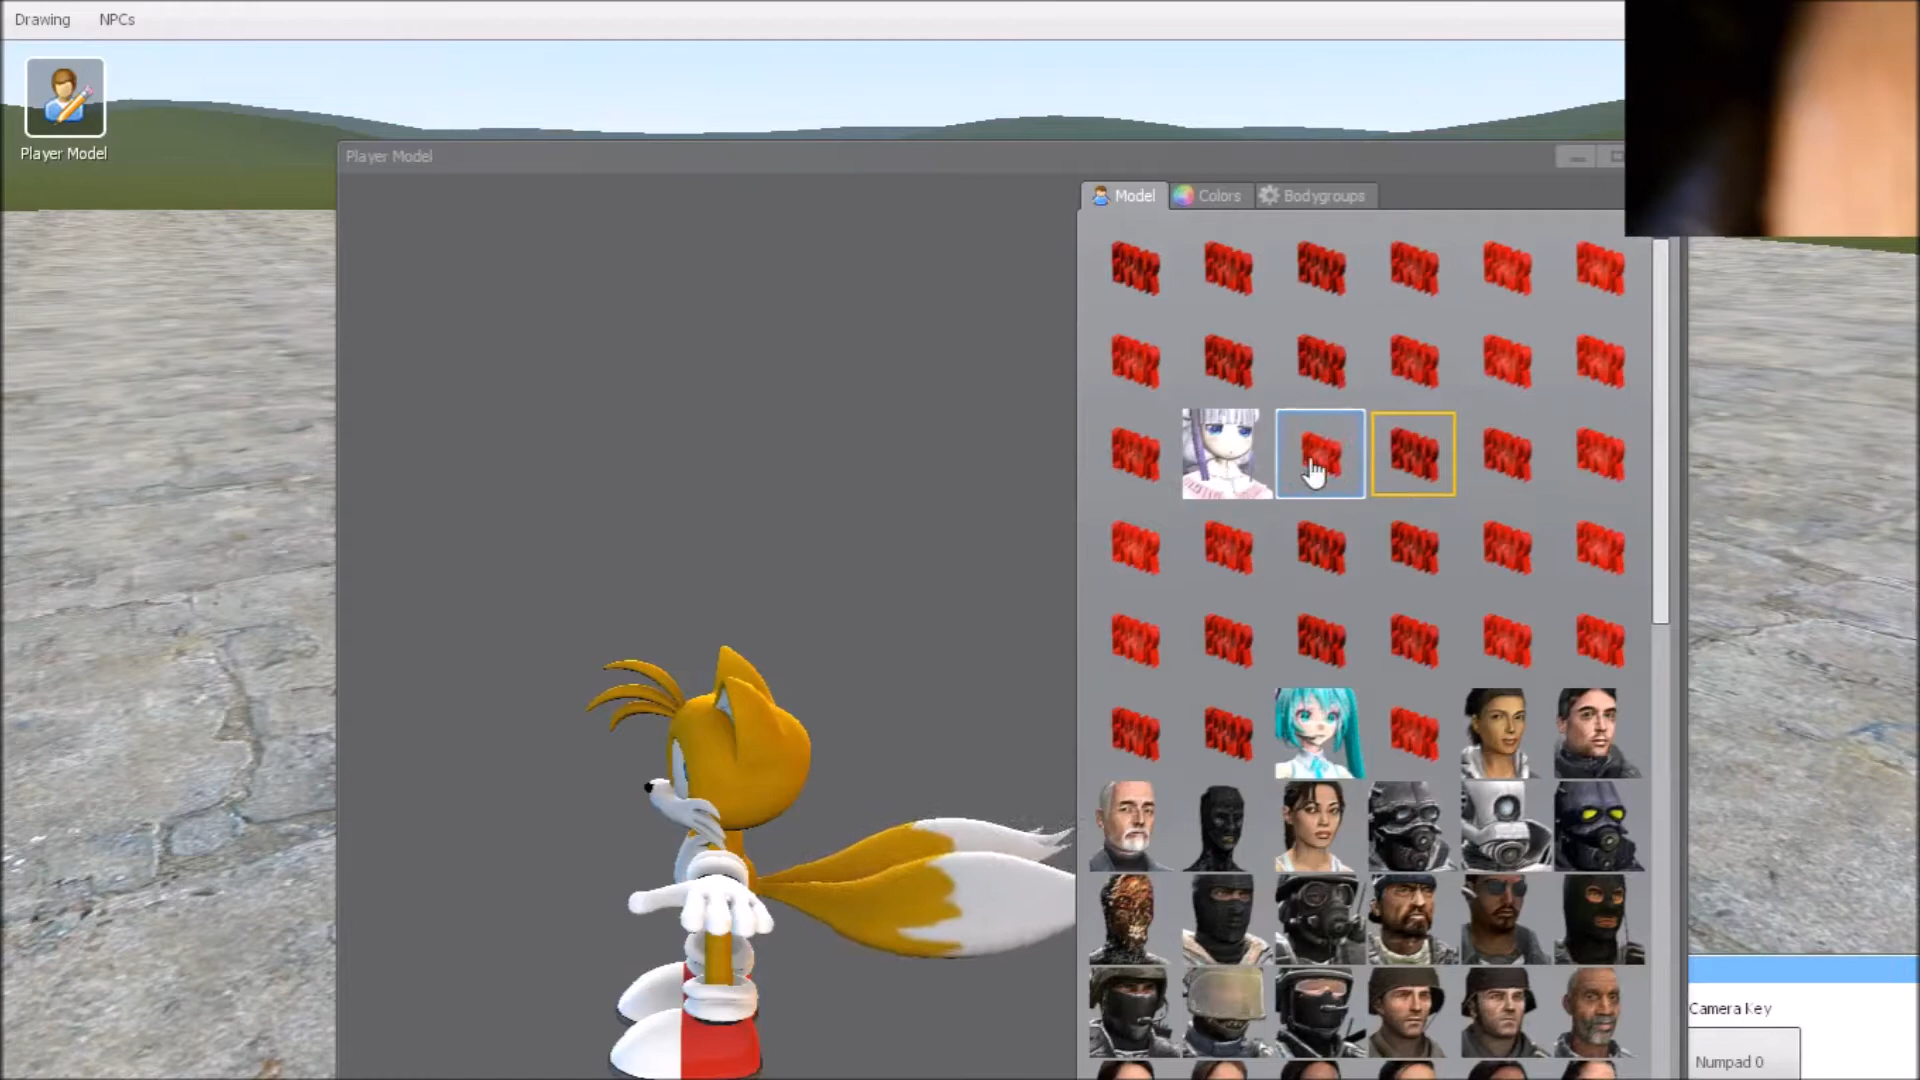 Drawing NPCs
Player Model
Player Model
Model Colors Bodygroups
Camera Key
Numpad 0